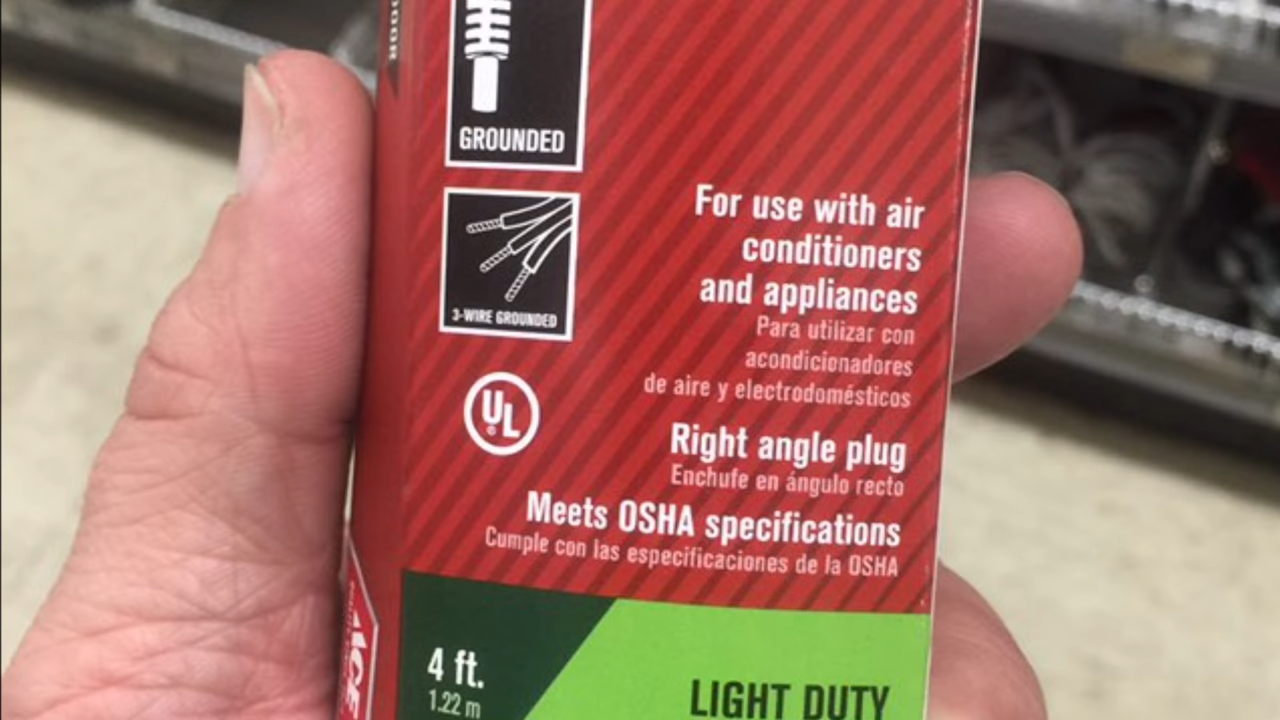 GROUNDED
3-WIRE GROUNDED
UL
For use with air
conditioners
and appliances
Para utilizar con
acondicionadores
de aire y electrodomésticos
Right angle plug
Enchufe en ángulo recto
Meets OSHA specifications
Cumple con las especificaciones de la OSHA
ACE
4 ft.
1.22 m
LIGHT DUTY